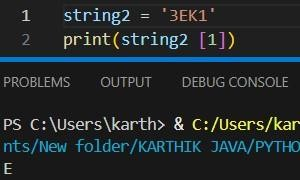 1 string2 = '3EK1'
2 print(string2 [1])
PROBLEMS OUTPUT DEBUG CONSOLE
PS C:\Users\karth> & C:/Users/kar
nts/New folder/KARTHIK JAVA/PYTHO
E